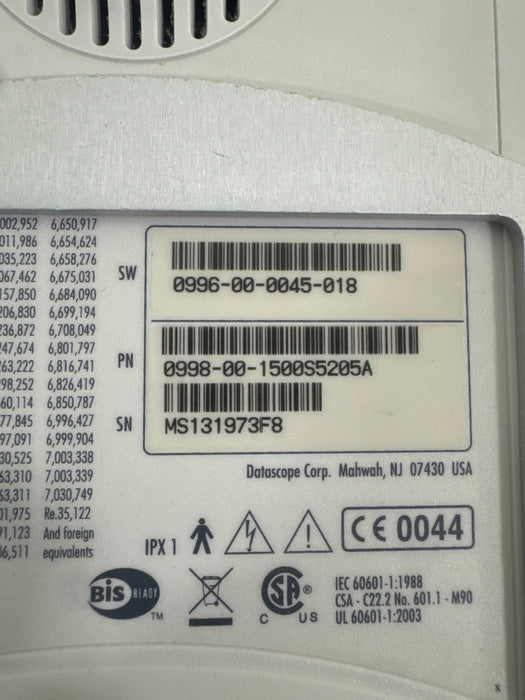 002,952 6,650,917
011,986 6,654,624
035,223 6,658,276
067,462 6,675,031
157,850 6,684,090
206,830 6,699,194
236,872 6,708,049
247,674 6,801,797
263,222 6,816,741
98,252 6,826,419
60,114 6,850,787
77,845 6,996,427
97,091 6,999,904
30,525 7,003,338
53,310 7,003,339
53,311 7,030,749
01,975 Re.35,122
91,123 And foreign
06,511 equivalents
SW
0996-00-0045-018
PN
0998-00-1500S5205A
SN
MS131973F8
Datascope Corp. Mahwah, NJ 07430 USA
IPX 1
CE 0044
BIS READY
TM
SA ®
C US
IEC 60601-1:1988
CSA - C22.2 No. 601.1 - M90
UL 60601-1:2003